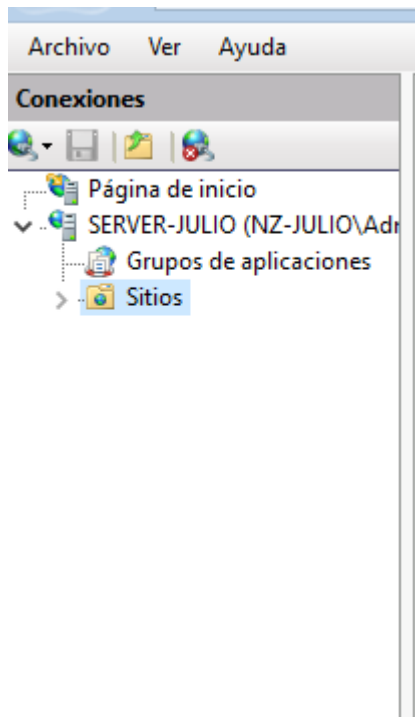 Archivo Ver Ayuda
Conexiones
Página de inicio
SERVER-JULIO (NZ-JULIO\Adr
Grupos de aplicaciones
Sitios